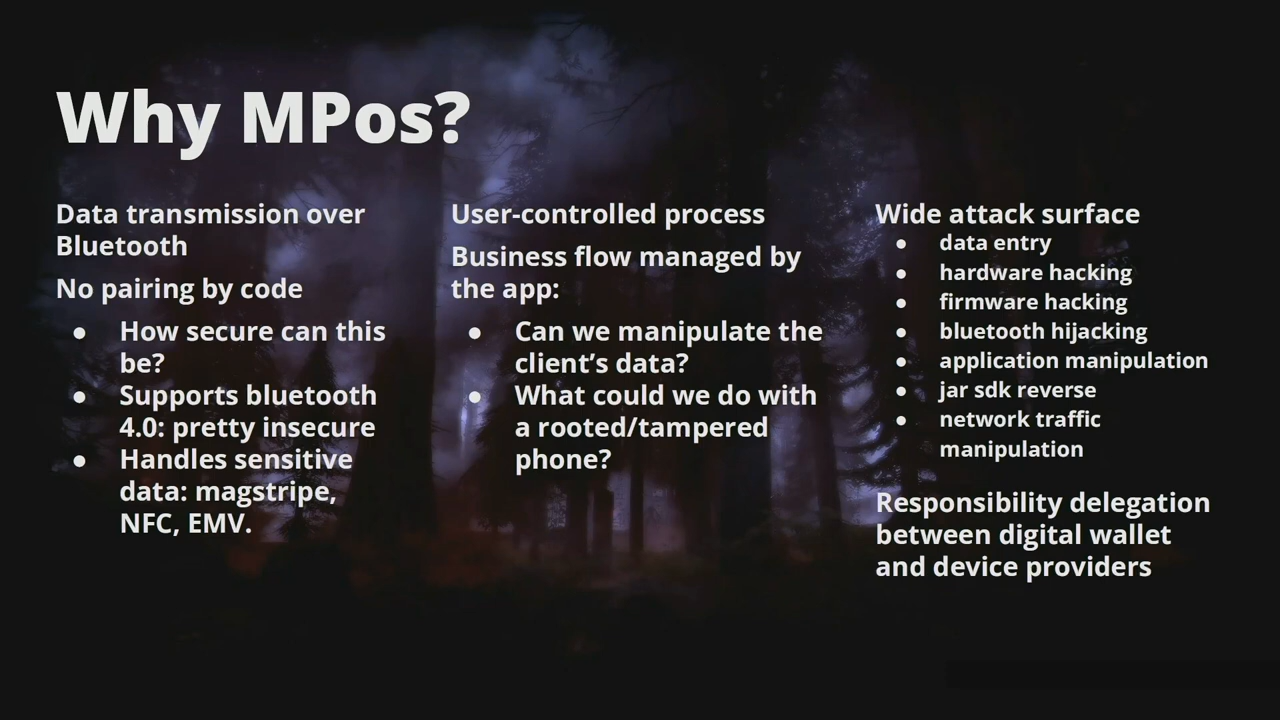 Why MPos?
Data transmission over
Bluetooth
No pairing by code
● How secure can this
be?
● Supports bluetooth
4.0: pretty insecure
● Handles sensitive
data: magstripe,
NFC, EMV.
User-controlled process
Business flow managed by
the app:
● Can we manipulate the
client’s data?
● What could we do with
a rooted/tampered
phone?
Wide attack surface
● data entry
● hardware hacking
● firmware hacking
● bluetooth hijacking
● application manipulation
● jar sdk reverse
● network traffic
manipulation
Responsibility delegation
between digital wallet
and device providers